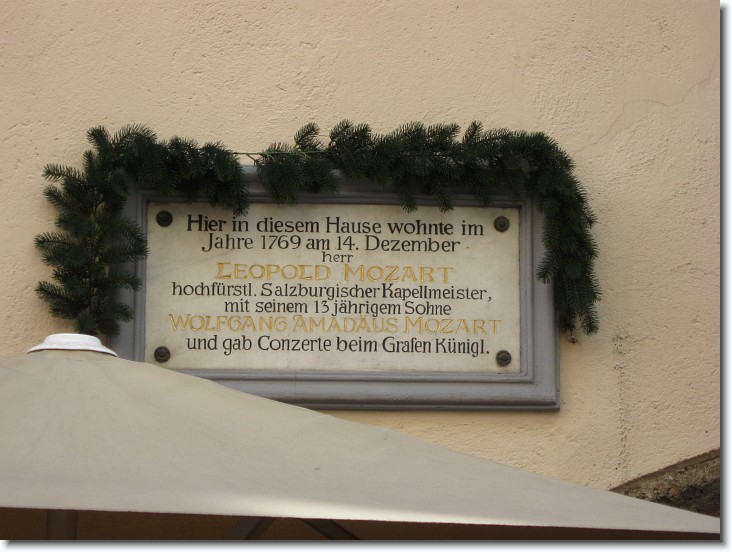 Hier in diesem Hause wohnte im
Jahre 1769 am 14. Dezember
herr
LEOPOLD MOZART
hochfürstl. Salzburgischer Kapellmeister,
mit seinem 13 jährigem Sohne
WOLFGANG AMADÄUS MOZART
und gab Conzerte beim Grafen Künigl.